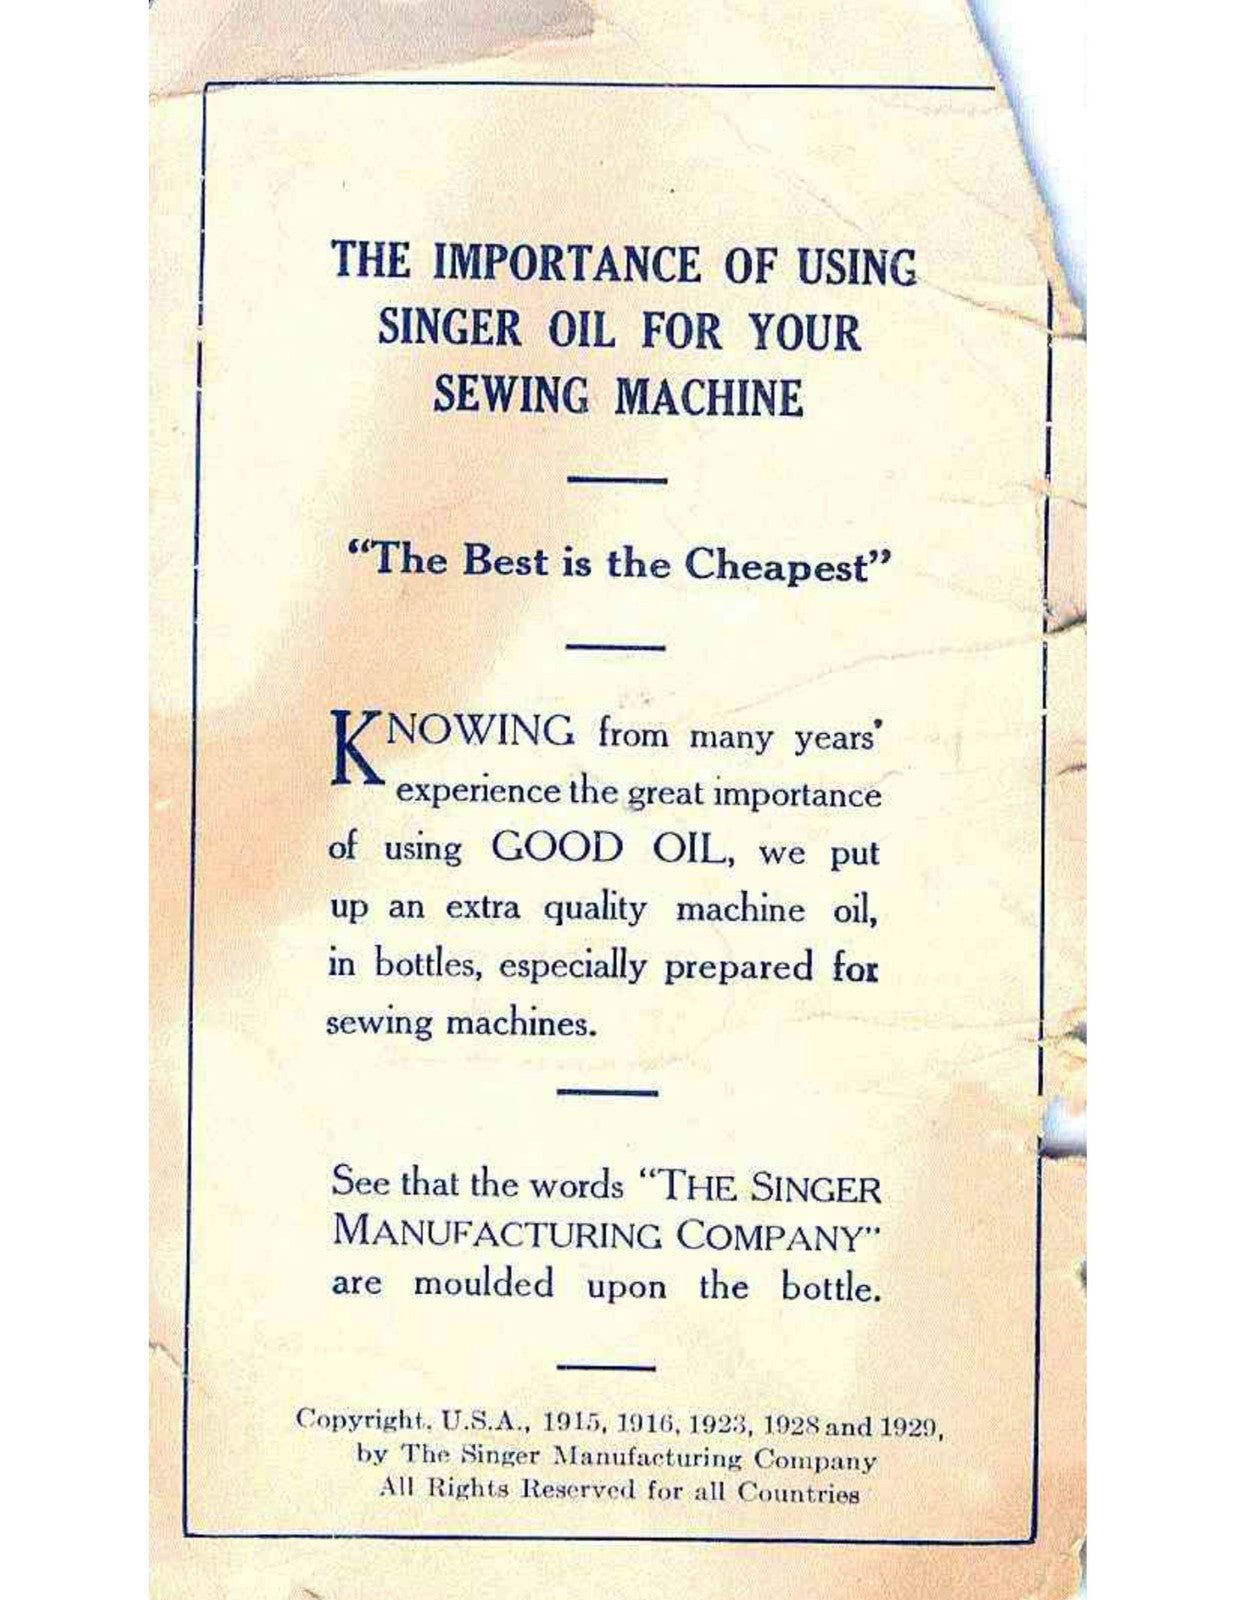 THE IMPORTANCE OF USING
SINGER OIL FOR YOUR
SEWING MACHINE
“The Best is the Cheapest”
KNOWING from many years’
experience the great importance
of using GOOD OIL, we put
up an extra quality machine oil,
in bottles, especially prepared for
sewing machines.
See that the words “THE SINGER
MANUFACTURING COMPANY”
are moulded upon the bottle.
Copyright, U.S.A., 1915, 1916, 1923, 1928 and 1929,
by The Singer Manufacturing Company
All Rights Reserved for all Countries